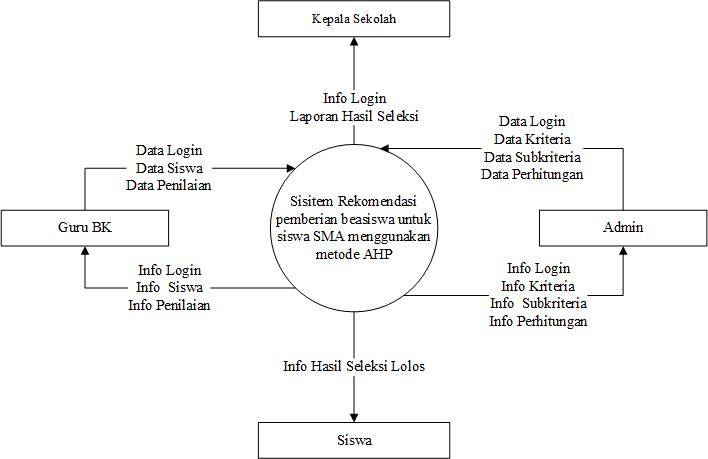 Kepala Sekolah
Info Login
Laporan Hasil Seleksi
Data Login
Data Kriteria
Data Subkriteria
Data Perhitungan
Data Login
Data Siswa
Data Penilaian
Sisitem Rekomendasi
pemberian beasiswa untuk
siswa SMA menggunakan
metode AHP
Guru BK
Admin
Info Login
Info Siswa
Info Penilaian
Info Login
Info Kriteria
Info Subkriteria
Info Perhitungan
Info Hasil Seleksi Lolos
Siswa